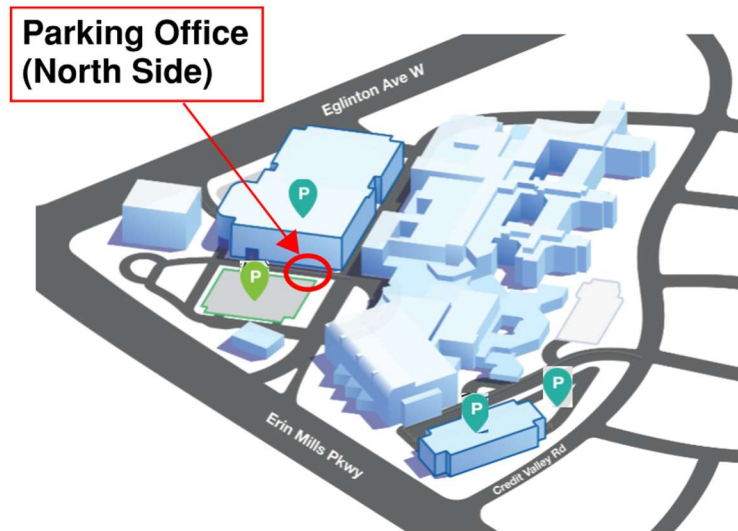 Parking Office
(North Side)
Eglinton Ave W
P
P
P
P
Erin Mills Pkwy
Credit Valley Rd